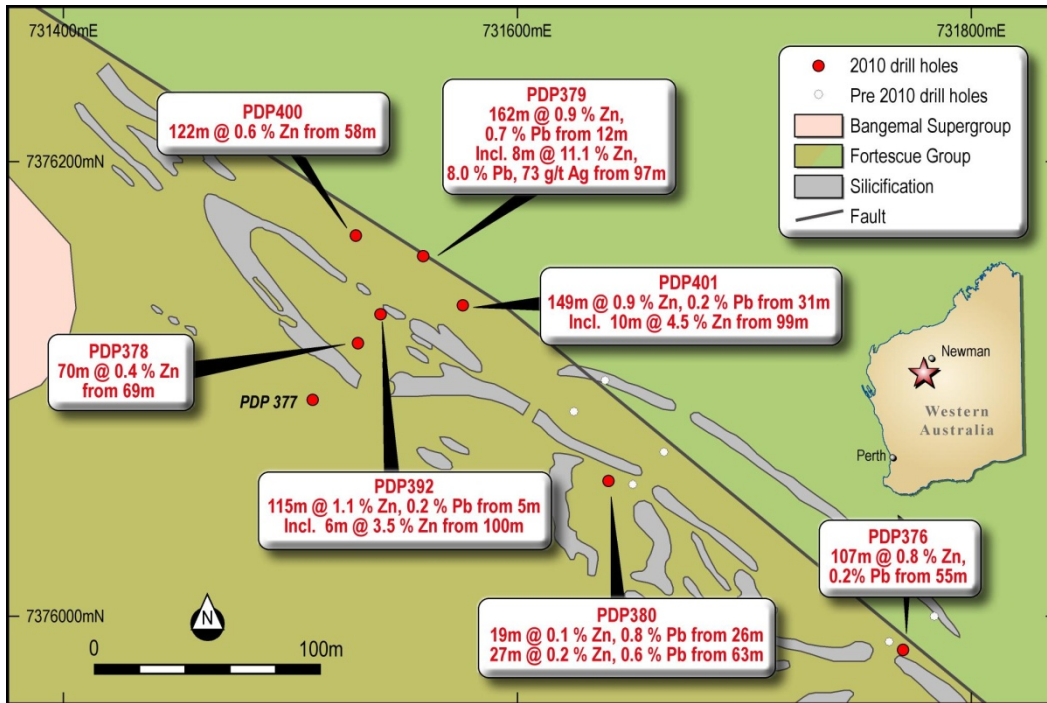 731400mE
731600mE
731800mE
PDP400
122m @ 0.6 % Zn from 58m
PDP379
162m @ 0.9 % Zn,
0.7 % Pb from 12m
Incl. 8m @ 11.1 % Zn,
8.0 % Pb, 73 g/t Ag from 97m
2010 drill holes
Pre 2010 drill holes
Bangemal Supergroup
Fortescue Group
Silicification
Fault
7376200mN
PDP401
149m @ 0.9 % Zn, 0.2 % Pb from 31m
Incl. 10m @ 4.5 % Zn from 99m
PDP378
70m @ 0.4 % Zn
from 69m
PDP 377
Newman
Western
Australia
Perth
PDP392
115m @ 1.1 % Zn, 0.2 % Pb from 5m
Incl. 6m @ 3.5 % Zn from 100m
PDP376
107m @ 0.8 % Zn,
0.2% Pb from 55m
7376000mN
PDP380
19m @ 0.1 % Zn, 0.8 % Pb from 26m
27m @ 0.2 % Zn, 0.6 % Pb from 63m
N
0
100m